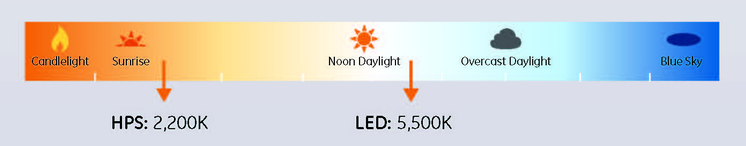 Candlelight Sunrise Noon Daylight Overcast Daylight Blue Sky
HPS: 2,200K LED: 5,500K